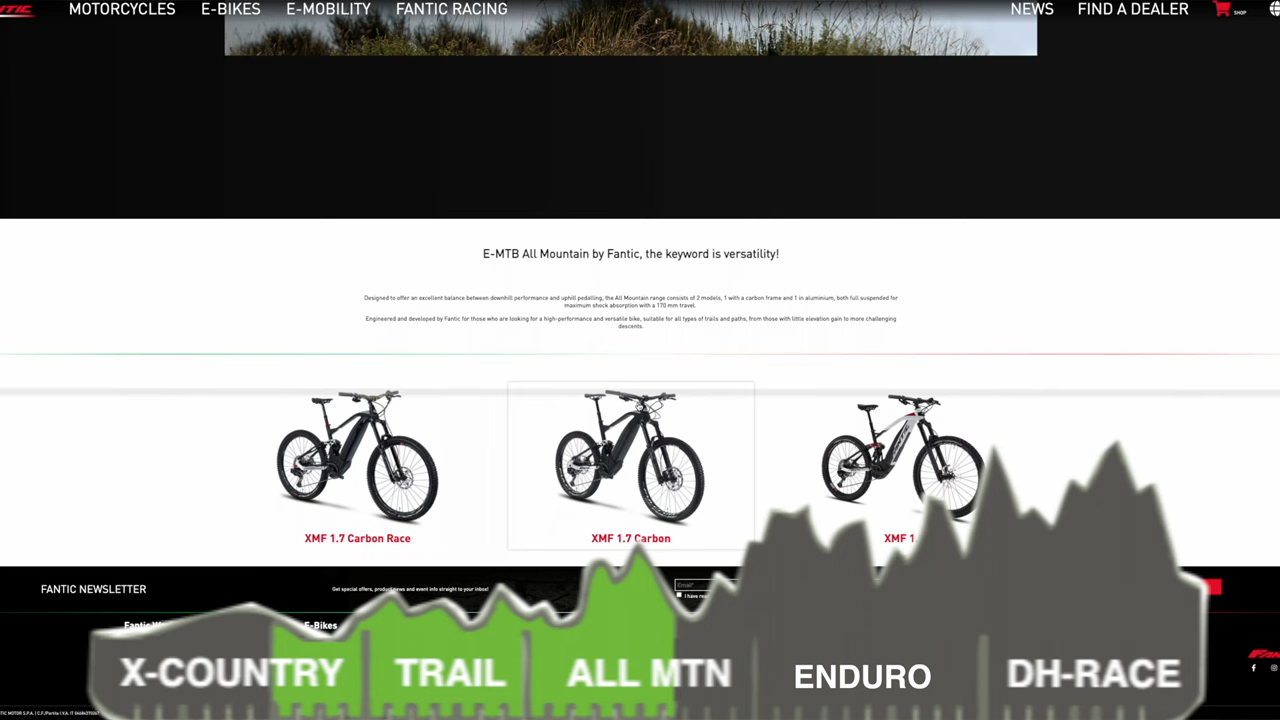 MOTORCYCLES E-BIKES E-MOBILITY FANTIC RACING NEWS FIND A DEALER SHOP
E-MTB All Mountain by Fantic, the keyword is versatility!
Designed to offer an excellent balance between downhill performance and uphill pedalling, the All Mountain range consists of 2 models, 1 with a carbon frame and 1 in aluminium, both full suspended for
maximum shock absorption with a 170 mm travel.
Engineered and developed by Fantic for those who are looking for a high-performance and versatile bike, suitable for all types of trails and paths, from those with little elevation gain to more challenging
descents.
XMF 1.7 Carbon Race XMF 1.7 Carbon XMF 1.
FANTIC NEWSLETTER Get special offers, product news and event info straight to your inbox! Email*
I have
E-Bikes
X-COUNTRY TRAIL ALL MTN ENDURO DH-RACE